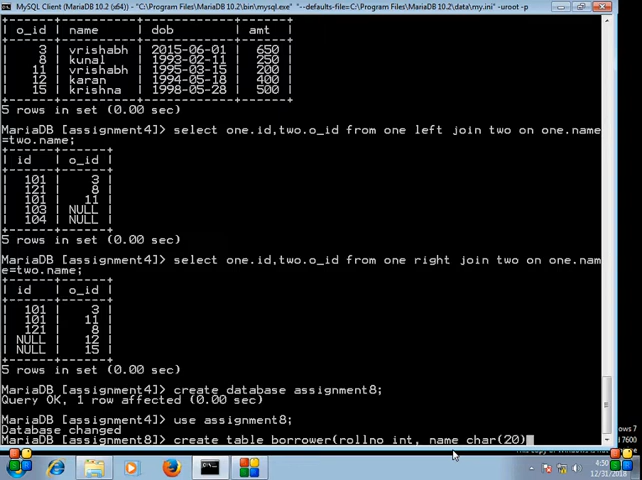 MySQL Client (MariaDB 10.2 (x64)) - "C:\Program Files\MariaDB 10.2\bin\mysql.exe" "--defaults-file=C:\Program Files\MariaDB 10.2\data\my.ini" -uroot -p
+------+----------+------------+------+
| o_id | name     | dob        | amt  |
+------+----------+------------+------+
|    3 | vrishabh | 2015-06-01 |  650 |
|    8 | kunal    | 1993-02-11 |  250 |
|   11 | vrishabh | 1995-03-15 |  200 |
|   12 | karan    | 1994-05-18 |  400 |
|   15 | krishna  | 1998-05-28 |  500 |
+------+----------+------------+------+
5 rows in set (0.00 sec)
MariaDB [assignment4]> select one.id,two.o_id from one left join two on one.name
=two.name;
+------+------+
| id   | o_id |
+------+------+
|  101 |    3 |
|  121 |    8 |
|  101 |   11 |
|  103 | NULL |
|  104 | NULL |
+------+------+
5 rows in set (0.00 sec)
MariaDB [assignment4]> select one.id,two.o_id from one right join two on one.nam
e=two.name;
+------+------+
| id   | o_id |
+------+------+
|  101 |    3 |
|  101 |   11 |
|  121 |    8 |
| NULL |   12 |
| NULL |   15 |
+------+------+
5 rows in set (0.00 sec)
MariaDB [assignment4]> create database assignment8;
Query OK, 1 row affected (0.00 sec)
MariaDB [assignment4]> use assignment8;
Database changed
MariaDB [assignment8]> create table borrower(rollno int, name char(20)
7600
4:50
12/31/2018